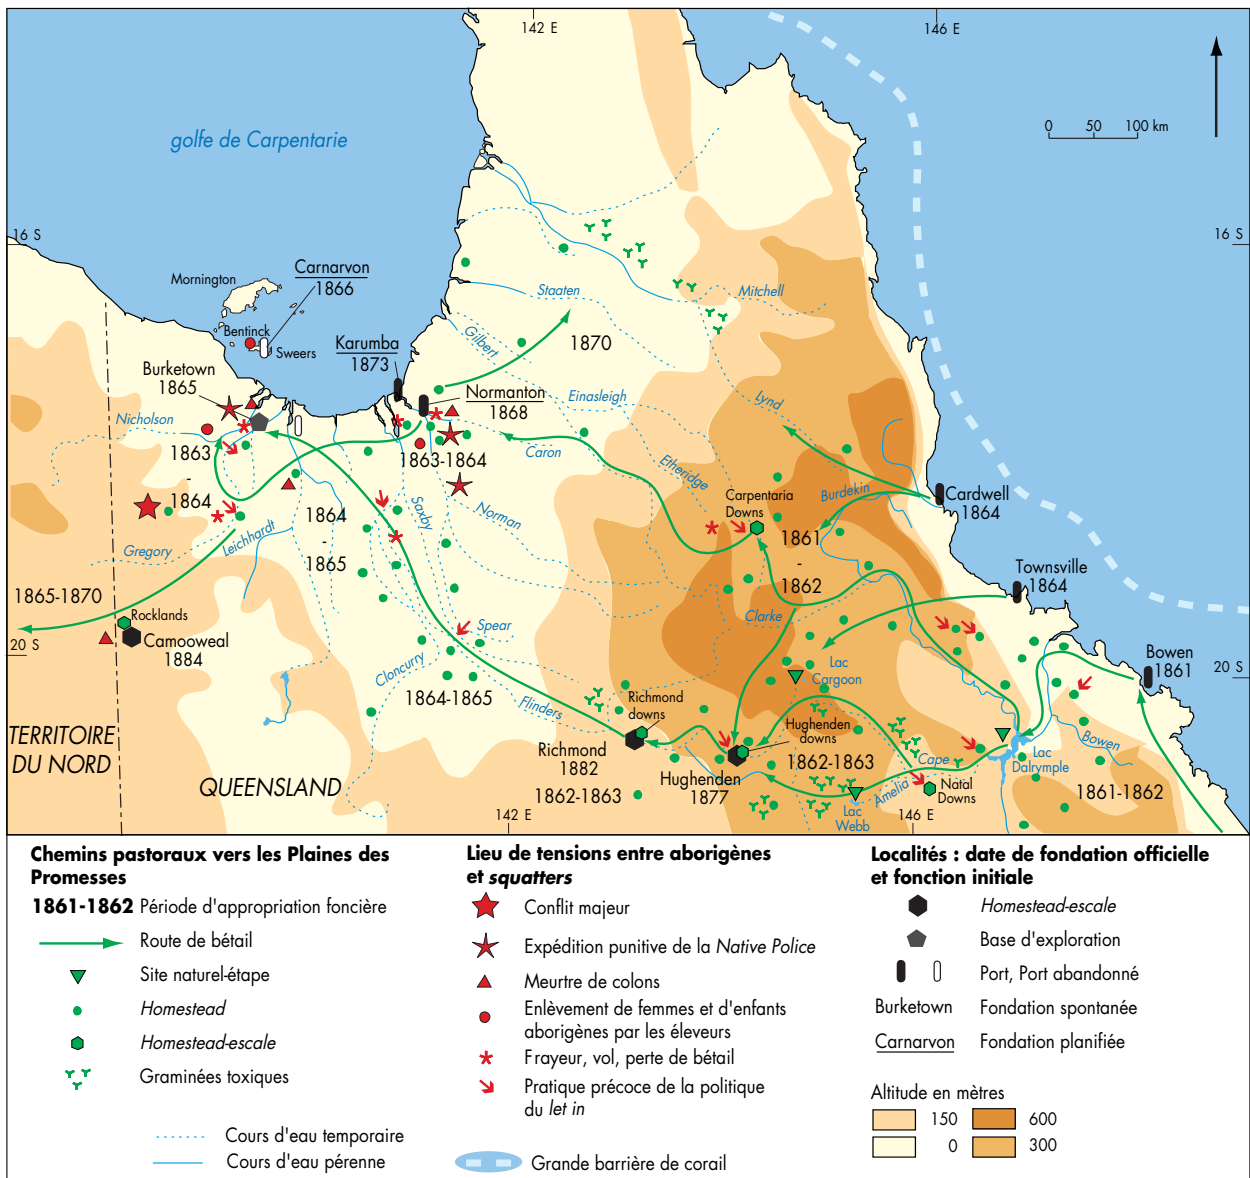 142 E
146 E
golfe de Carpentarie
0 50 100 km
16 S
16 S
Mornington
Carnarvon
1866
Bentinck
Sweers
Staaten
Mitchell
Gilbert
1870
Karumba
1873
Burketown
1865
Normanton
1868
Einasleigh
Lynd
Nicholson
1863
-
1864
1863-1864
Caron
Etheridge
Carpentaria
Downs
Burdekin
Cardwell
1864
Saxby
Norman
1864
-
1865
1861
-
1862
Gregory
Leichhardt
Townsville
1864
1865-1870
Rocklands
Camooweal
1884
Spear
Clarke
20 S
20 S
Bowen
1861
Cloncurry
1864-1865
Flinders
Lac
Cargoon
Richmond
downs
Hughenden
downs
TERRITOIRE
DU NORD
QUEENSLAND
Richmond
1882
1862-1863
Hughenden
1877
1862-1863
Cape
Amelia
Lac
Webb
Natal
Downs
Lac
Dalrymple
Bowen
1861-1862
142 E
146 E
Chemins pastoraux vers les Plaines des
Promesses
1861-1862 Période d'appropriation foncière
Route de bétail
Site naturel-étape
Homestead
Homestead-escale
Graminées toxiques
Cours d'eau temporaire
Cours d'eau pérenne
Lieu de tensions entre aborigènes
et squatters
Conflit majeur
Expédition punitive de la Native Police
Meurtre de colons
Enlèvement de femmes et d'enfants
aborigènes par les éleveurs
Frayeur, vol, perte de bétail
Pratique précoce de la politique
du let in
Grande barrière de corail
Localités : date de fondation officielle
et fonction initiale
Homestead-escale
Base d'exploration
Port, Port abandonné
Burketown Fondation spontanée
Carnarvon Fondation planifiée
Altitude en mètres
150 600
0 300